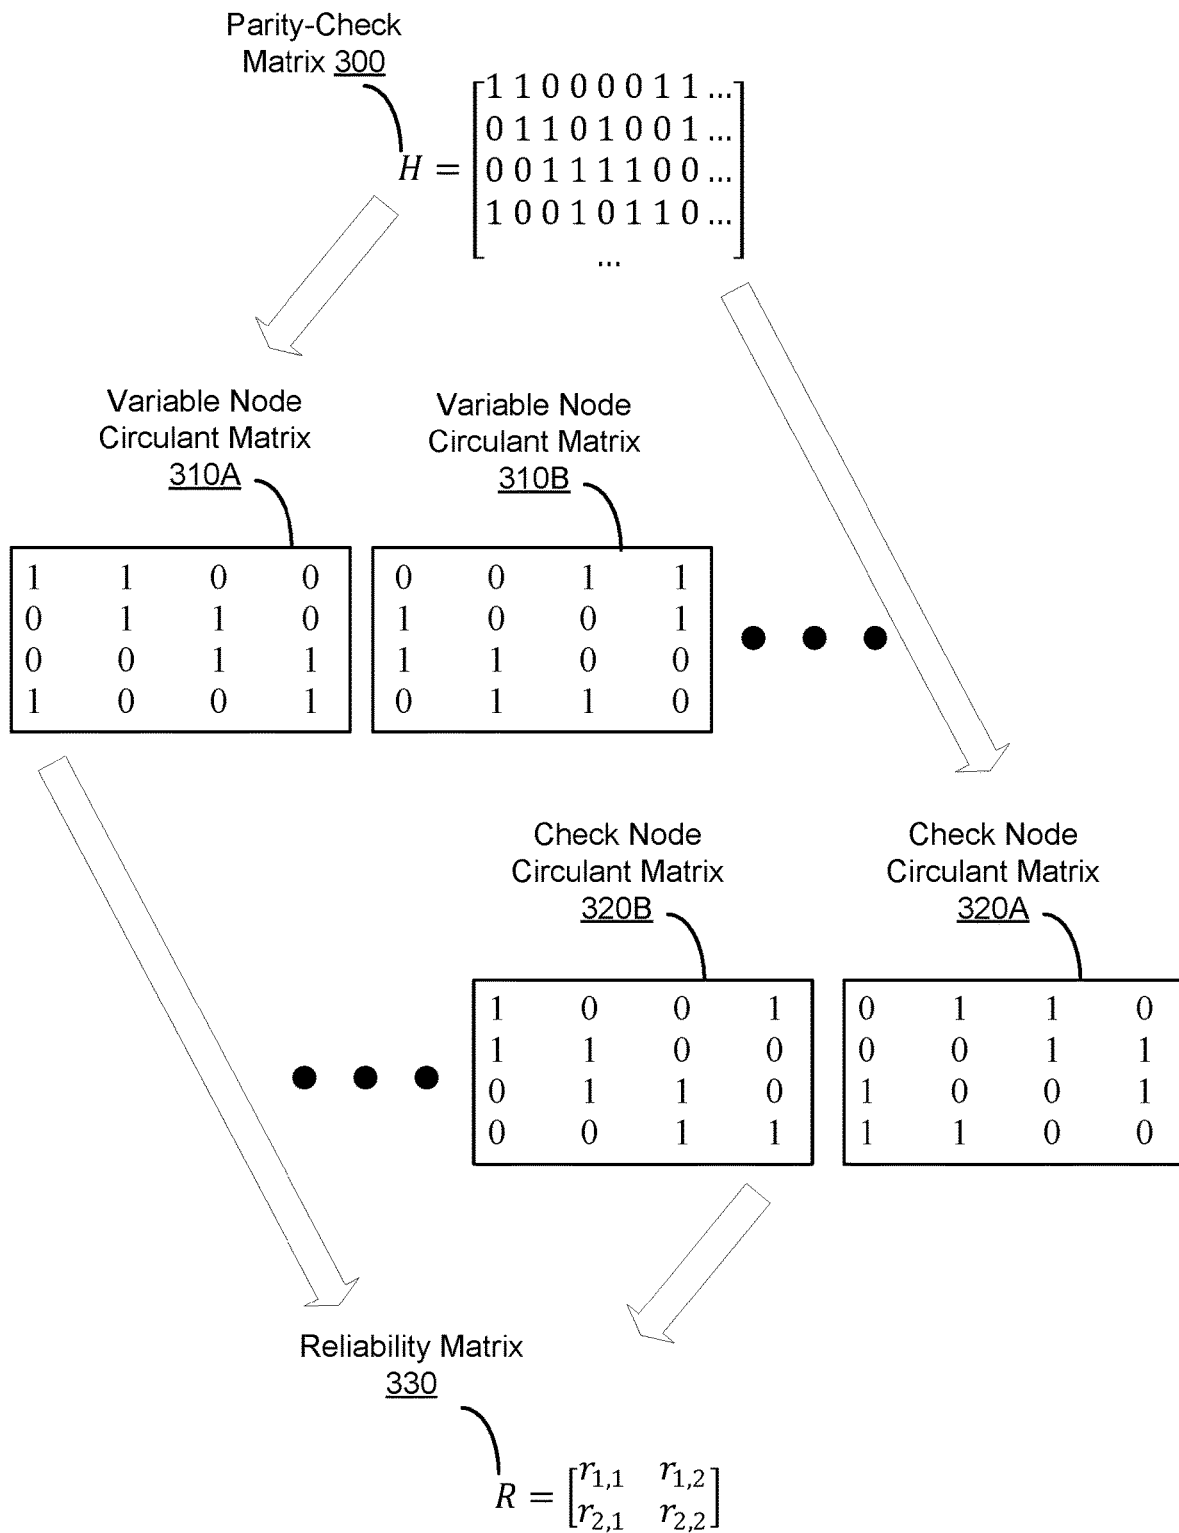 Parity-Check
Matrix 300
H = [1 1 0 0 0 0 1 1 ...
0 1 1 0 1 0 0 1 ...
0 0 1 1 1 1 0 0 ...
1 0 0 1 0 1 1 0 ...
...]
Variable Node
Circulant Matrix
310A
Variable Node
Circulant Matrix
310B
1 1 0 0
0 1 1 0
0 0 1 1
1 0 0 1
0 0 1 1
1 0 0 1
1 1 0 0
0 1 1 0
Check Node
Circulant Matrix
320B
Check Node
Circulant Matrix
320A
1 0 0 1
1 1 0 0
0 1 1 0
0 0 1 1
0 1 1 0
0 0 1 1
1 0 0 1
1 1 0 0
Reliability Matrix
330
R = [r1,1 r1,2
r2,1 r2,2]